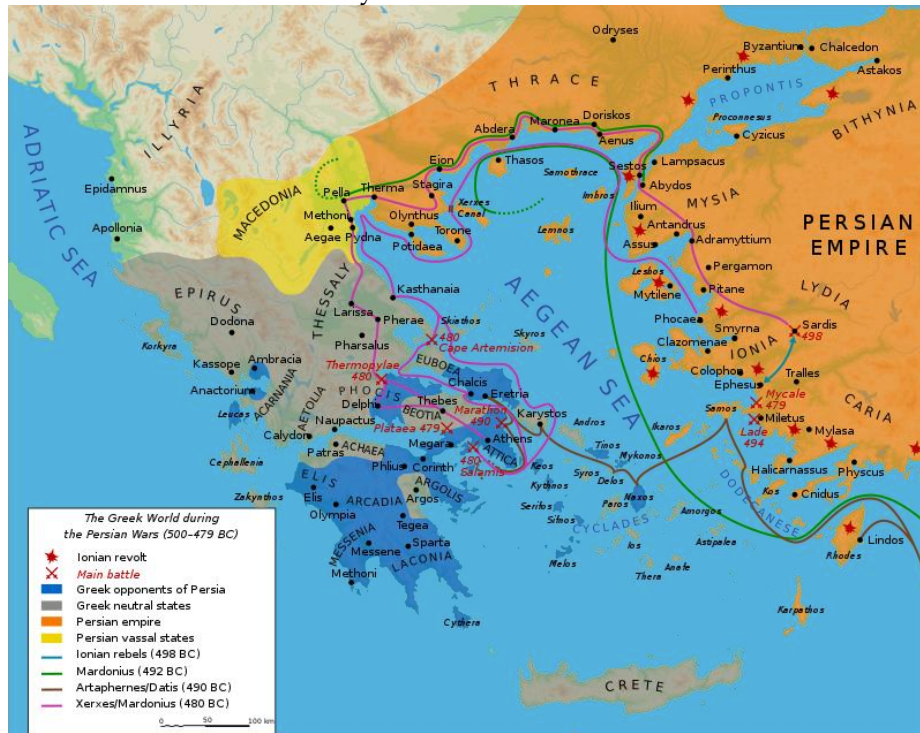 Odryses
Byzantium
Chalcedon
Perinthus
Astakos
THRACE
PROPONTIS
Proconnesus
BITHYNIA
Cyzicus
ADRIATIC SEA
ILLYRIA
Doriskos
Maronea
Abdera
Aenus
Eion
Thasos
Samothrace
Sestos
Lampsacus
Abydos
Imbros
Epidamnus
MACEDONIA
Pella
Therma
Stagira
Xerxes
Canal
MYSIA
Ilium
Apollonia
Methoni
Olynthus
Antandrus
Aegae
Pydna
Potidaea
Torone
Lemnos
Assus
Adramyttium
PERSIAN
EMPIRE
Pergamon
THESSALY
Kasthanaia
AEGEAN SEA
Lesbos
Mytilene
Pitane
LYDIA
EPIRUS
Dodona
Larissa
Pherae
Skiathos
Phocaea
Korkyra
Pharsalus
480
Cape Artemision
Skyros
Smyrna
Sardis
498
Clazomenae
IONIA
Kassope
Ambracia
Thermopylae
480
EUBOEA
Chios
Colophon
Ephesus
Tralles
Anactorium
ACARNANIA
PHOCIS
Chalcis
Eretria
Mycale
479
Leucas
AETOLIA
Delphi
Thebes
BEOTIA
Marathon
490
Karystos
Samos
Miletus
CARIA
Naupactus
Plataea 479
Andros
Ikaros
Lade
494
Mylasa
Calydon
Patras
ACHAEA
Megara
Athens
ATTICA
Tinos
Cephallenia
Phlius
Corinth
480
Salamis
Keos
Mykonos
Halicarnassus
Physcus
Zakynthos
ELIS
Elis
ARGOLIS
Argos
Kythnos
Syros
Delos
DODECANESE
Kos
Cnidus
Olympia
ARCADIA
Serifos
Paros
Naxos
Amorgos
Tegea
Sifnos
CYCLADES
MESSENIA
Messene
Sparta
LACONIA
Ios
Astipalea
Rhodes
Lindos
Methoni
Melos
Thera
Anafe
Cythera
Karpathos
CRETE
The Greek World during
the Persian Wars (500–479 BC)
Ionian revolt
Main battle
Greek opponents of Persia
Greek neutral states
Persian empire
Persian vassal states
Ionian rebels (498 BC)
Mardonius (492 BC)
Artaphernes/Datis (490 BC)
Xerxes/Mardonius (480 BC)
0 50 100 km